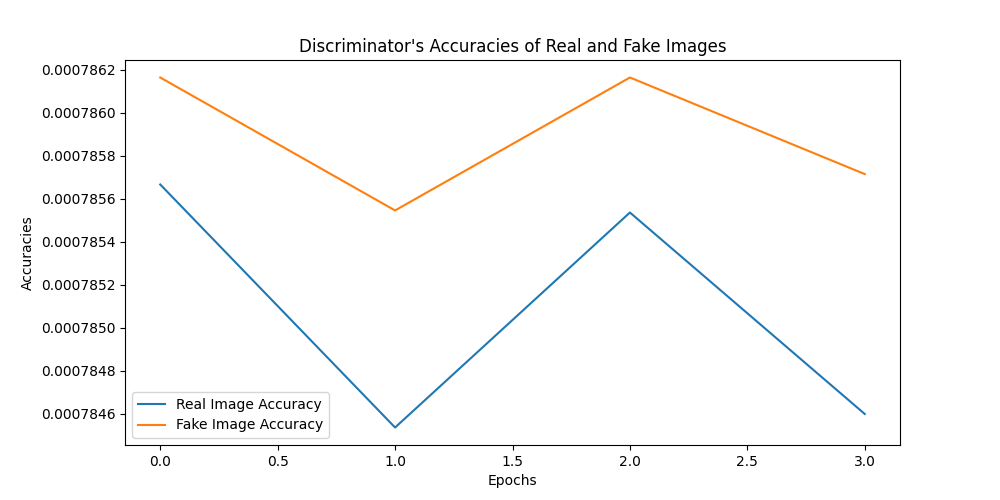 Discriminator's Accuracies of Real and Fake Images
Accuracies
0.0007862
0.0007860
0.0007858
0.0007856
0.0007854
0.0007852
0.0007850
0.0007848
0.0007846
Real Image Accuracy
Fake Image Accuracy
0.0 0.5 1.0 1.5 2.0 2.5 3.0
Epochs